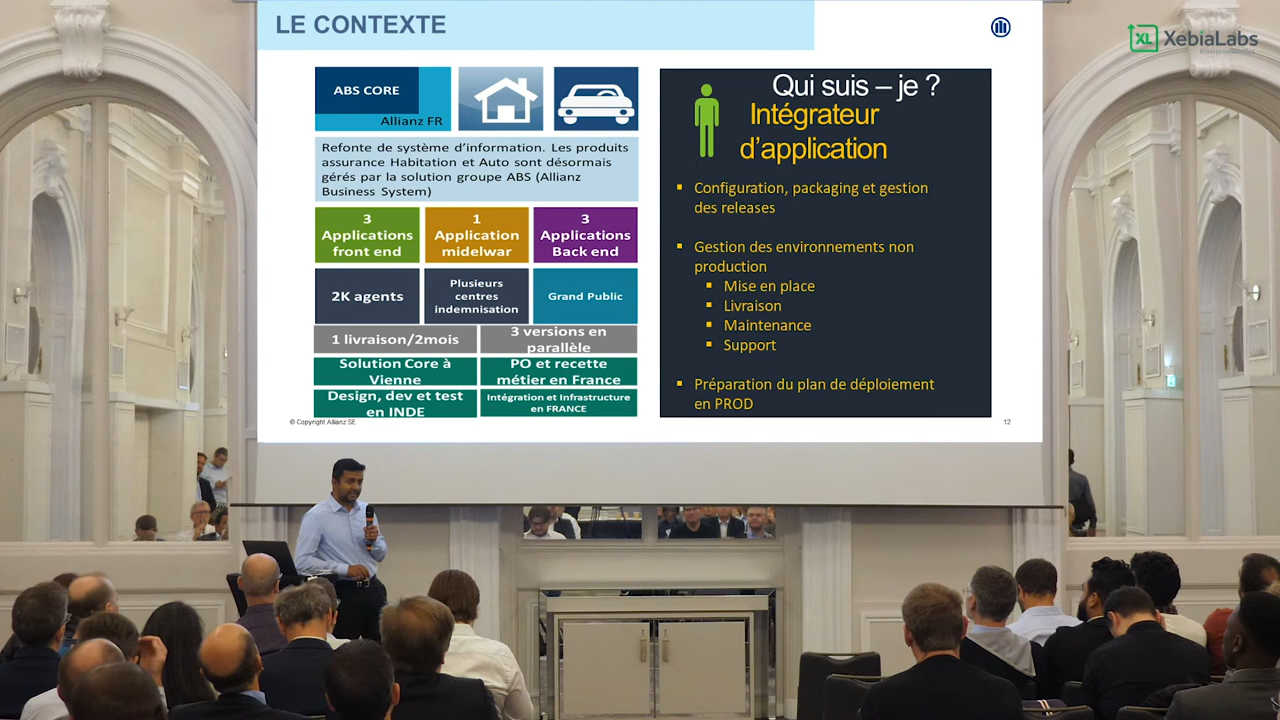 LE CONTEXTE
XL XebiaLabs
Enterprise DevOps
ABS CORE
Allianz FR
Refonte de système d'information. Les produits
assurance Habitation et Auto sont désormais
gérés par la solution groupe ABS (Allianz
Business System)
3
Applications
front end
1
Application
midelwar
3
Applications
Back end
2K agents
Plusieurs
centres
indemnisation
Grand Public
1 livraison/2mois
3 versions en
parallèle
Solution Core à
Vienne
PO et recette
métier en France
Design, dev et test
en INDE
Intégration et Infrastructure
en FRANCE
© Copyright Allianz SE
Qui suis – je ?
Intégrateur
d'application
Configuration, packaging et gestion
des releases
Gestion des environnements non
production
Mise en place
Livraison
Maintenance
Support
Préparation du plan de déploiement
en PROD
12